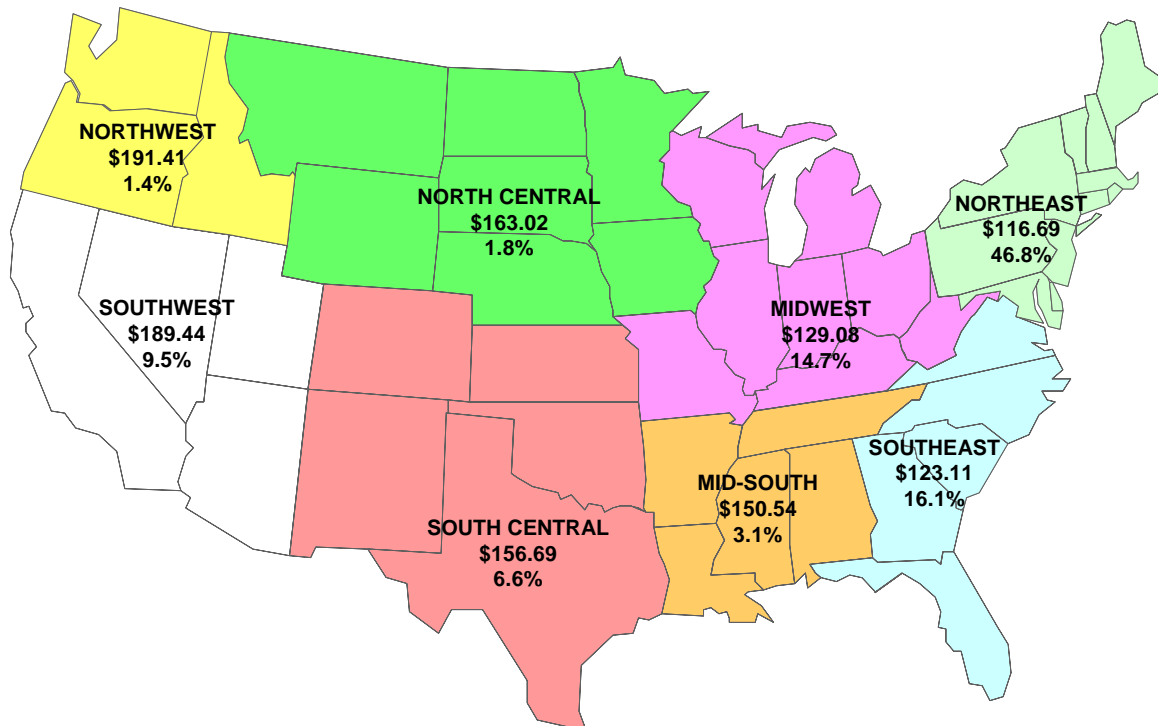 NORTHWEST
$191.41
1.4%
NORTH CENTRAL
$163.02
1.8%
NORTHEAST
$116.69
46.8%
SOUTHWEST
$189.44
9.5%
MIDWEST
$129.08
14.7%
SOUTHEAST
$123.11
16.1%
MID-SOUTH
$150.54
3.1%
SOUTH CENTRAL
$156.69
6.6%